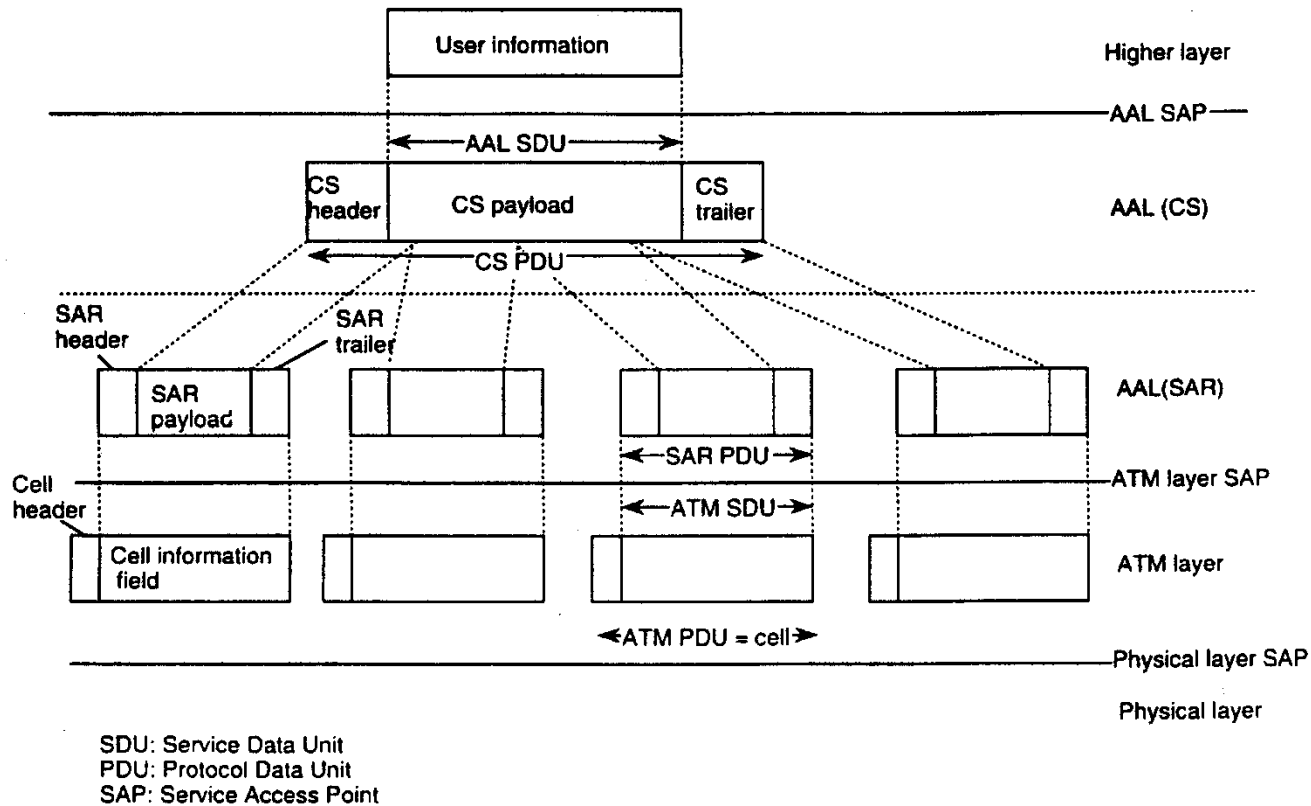 User information
Higher layer
AAL SAP
AAL SDU
CS header
CS payload
CS trailer
AAL (CS)
CS PDU
SAR header
SAR trailer
SAR payload
AAL(SAR)
SAR PDU
ATM layer SAP
Cell header
ATM SDU
Cell information field
ATM layer
ATM PDU = cell
Physical layer SAP
Physical layer
SDU: Service Data Unit
PDU: Protocol Data Unit
SAP: Service Access Point